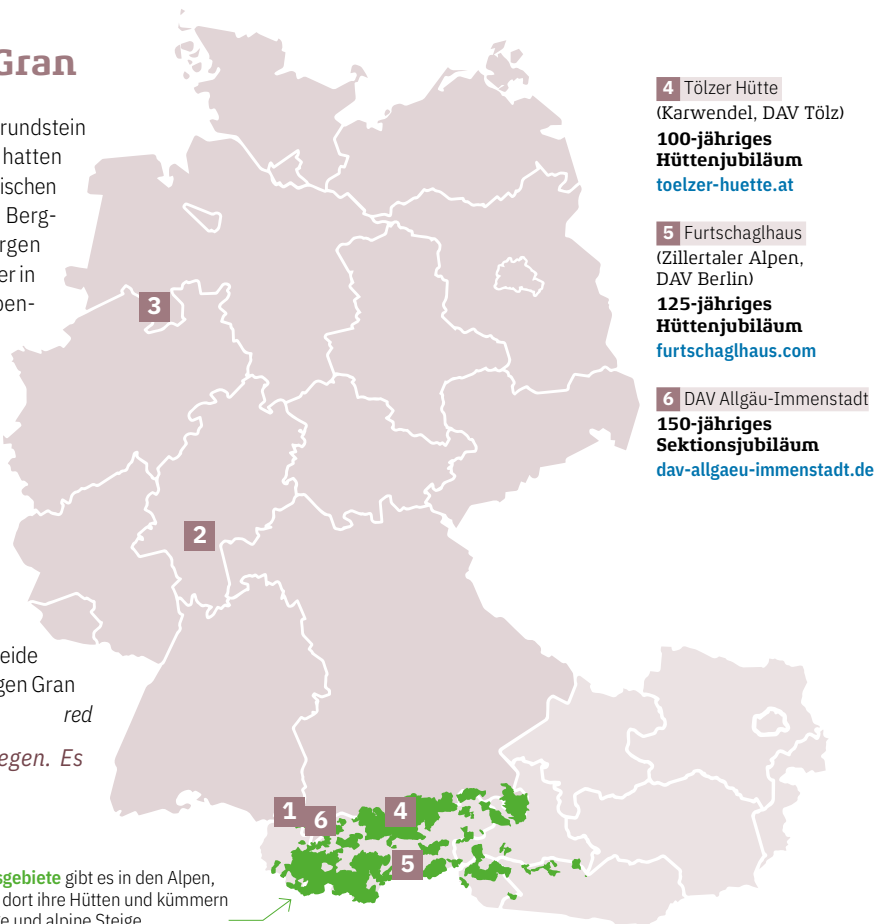 Gran
rundstein
hatten
ischen
Berg-
rgen
er in
pen-
eide
gen Gran
red
egen. Es
sgebiete gibt es in den Alpen,
dort ihre Hütten und kümmern
e und alpine Steige
3
2
1
6
4
5
4 Tölzer Hütte
(Karwendel, DAV Tölz)
100-jähriges
Hüttenjubiläum
toelzer-huette.at
5 Furtschaglhaus
(Zillertaler Alpen,
DAV Berlin)
125-jähriges
Hüttenjubiläum
furtschaglhaus.com
6 DAV Allgäu-Immenstadt
150-jähriges
Sektionsjubiläum
dav-allgaeu-immenstadt.de